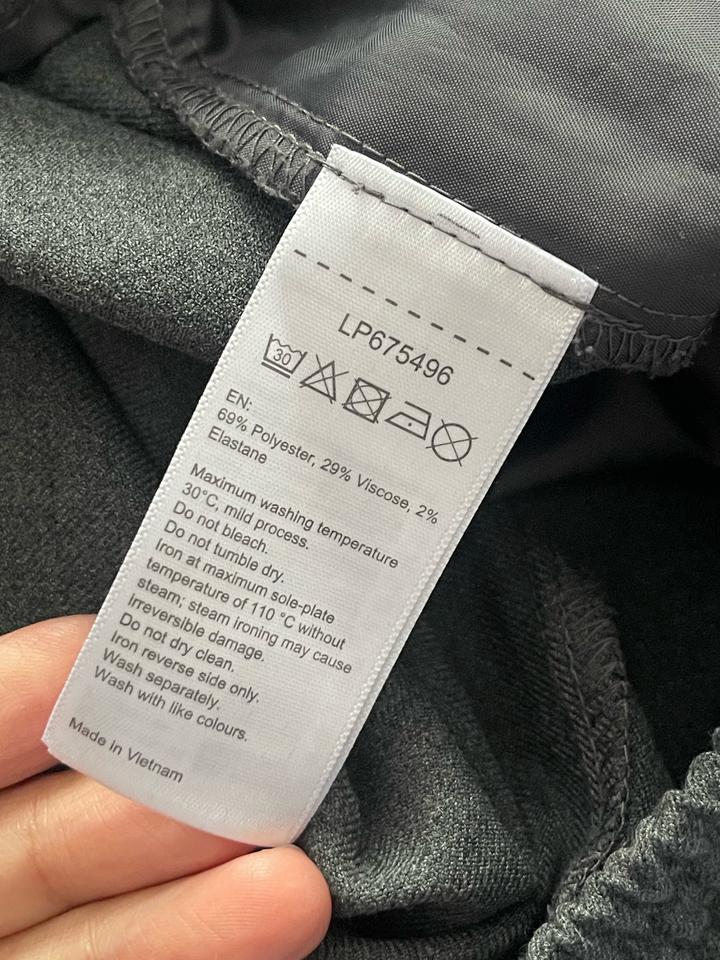 LP675496
30
EN:
69% Polyester, 29% Viscose, 2%
Elastane
Maximum washing temperature
30°C, mild process.
Do not bleach.
Do not tumble dry.
Iron at maximum sole-plate
temperature of 110 °C without
steam; steam ironing may cause
irreversible damage.
Do not dry clean.
Iron reverse side only.
Wash separately.
Wash with like colours.
Made in Vietnam